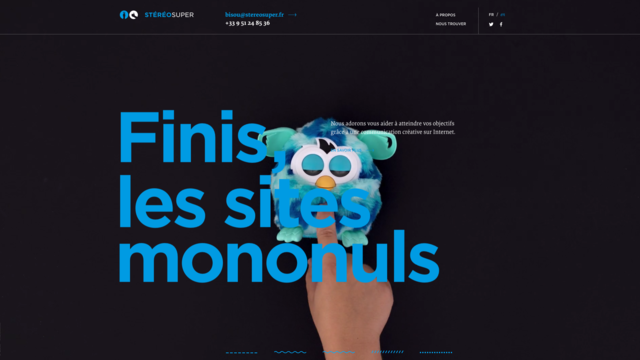 STÉRÉOSUPER
bisou@stereosuper.fr
+33 9 51 24 85 36
A PROPOS
NOUS TROUVER
FR / en
Finis,
les sites
mononuls
Nous adorons vous aider à atteindre vos objectifs
grâce à une communication créative sur Internet.